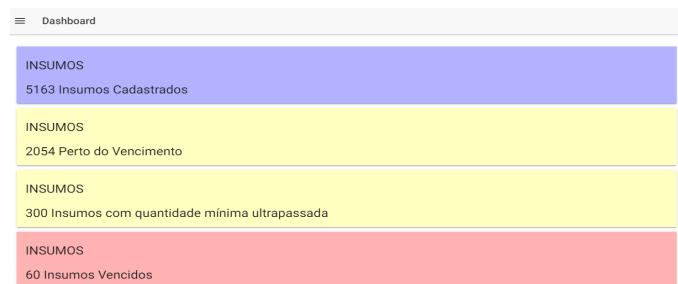 Dashboard
INSUMOS
5163 Insumos Cadastrados
INSUMOS
2054 Perto do Vencimento
INSUMOS
300 Insumos com quantidade mínima ultrapassada
INSUMOS
60 Insumos Vencidos